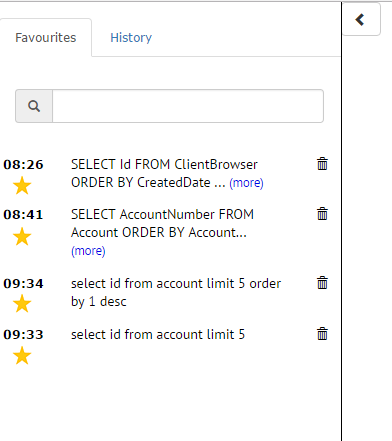 Favourites History
08:26 SELECT Id FROM ClientBrowser
ORDER BY CreatedDate ... (more)
08:41 SELECT AccountNumber FROM
Account ORDER BY Account...
(more)
09:34 select id from account limit 5 order
by 1 desc
09:33 select id from account limit 5